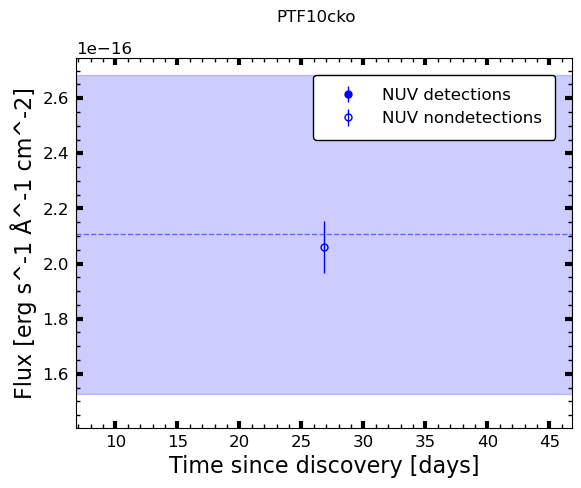 PTF10cko
1e−16
NUV detections
NUV nondetections
2.6
2.4
2.2
2.0
1.8
1.6
Flux [erg s^-1 Å^-1 cm^-2]
10 15 20 25 30 35 40 45
Time since discovery [days]